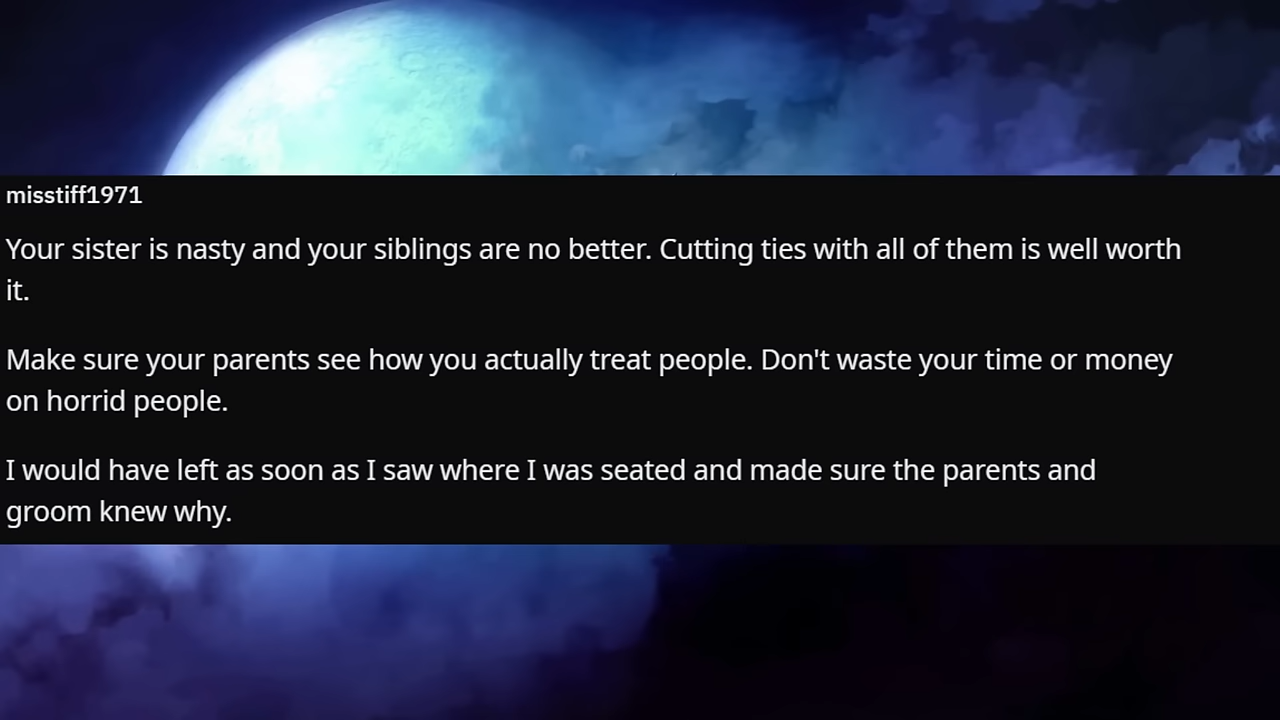 misstiff1971
Your sister is nasty and your siblings are no better. Cutting ties with all of them is well worth
it.
Make sure your parents see how you actually treat people. Don't waste your time or money
on horrid people.
I would have left as soon as I saw where I was seated and made sure the parents and
groom knew why.